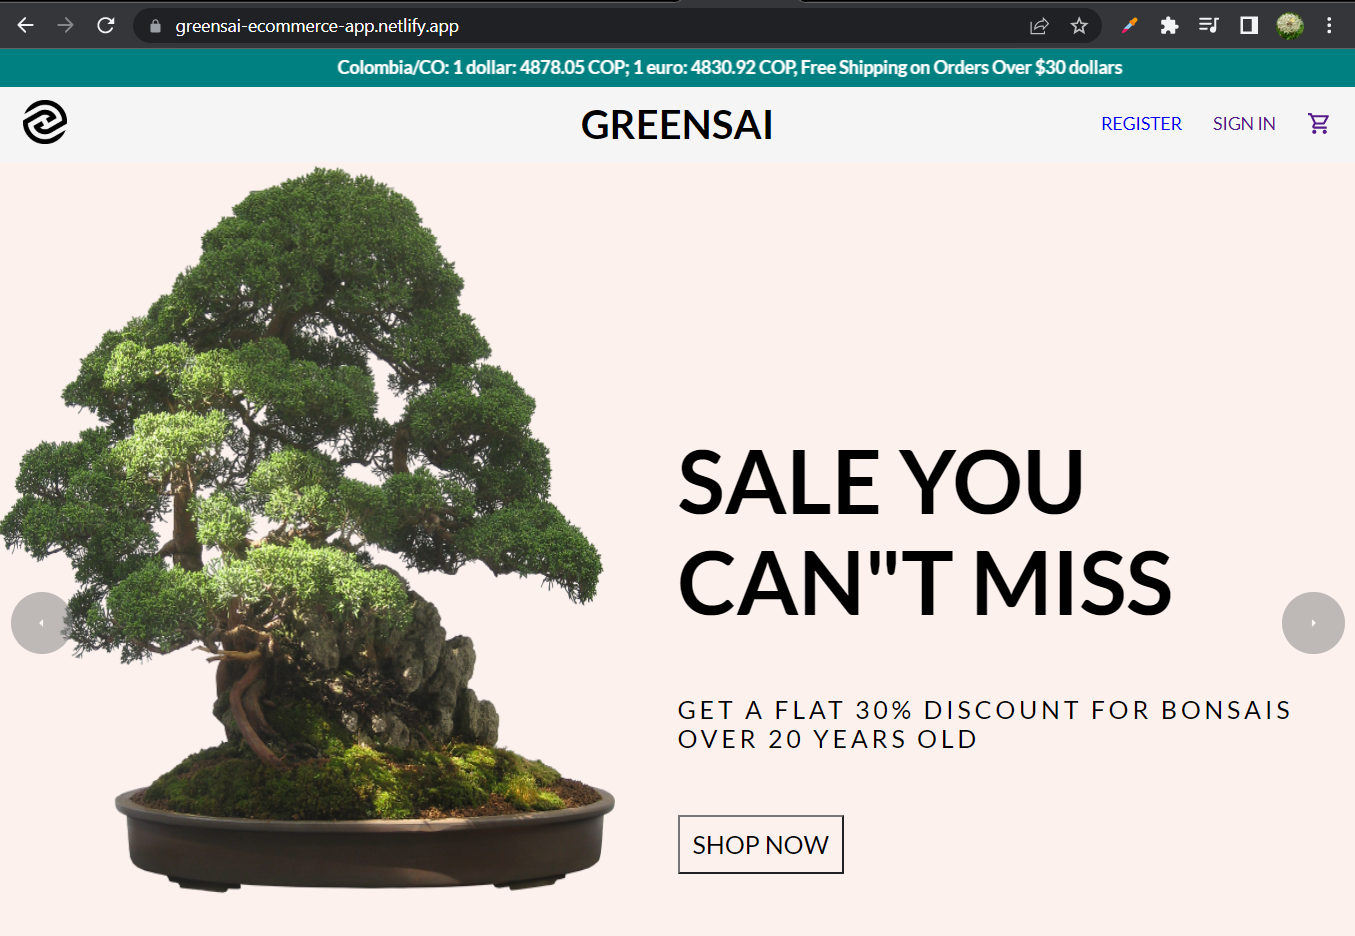 greensai-ecommerce-app.netlify.app
Colombia/CO: 1 dollar: 4878.05 COP; 1 euro: 4830.92 COP, Free Shipping on Orders Over $30 dollars
GREENSAI
REGISTER
SIGN IN
SALE YOU
CAN"T MISS
GET A FLAT 30% DISCOUNT FOR BONSAIS
OVER 20 YEARS OLD
SHOP NOW